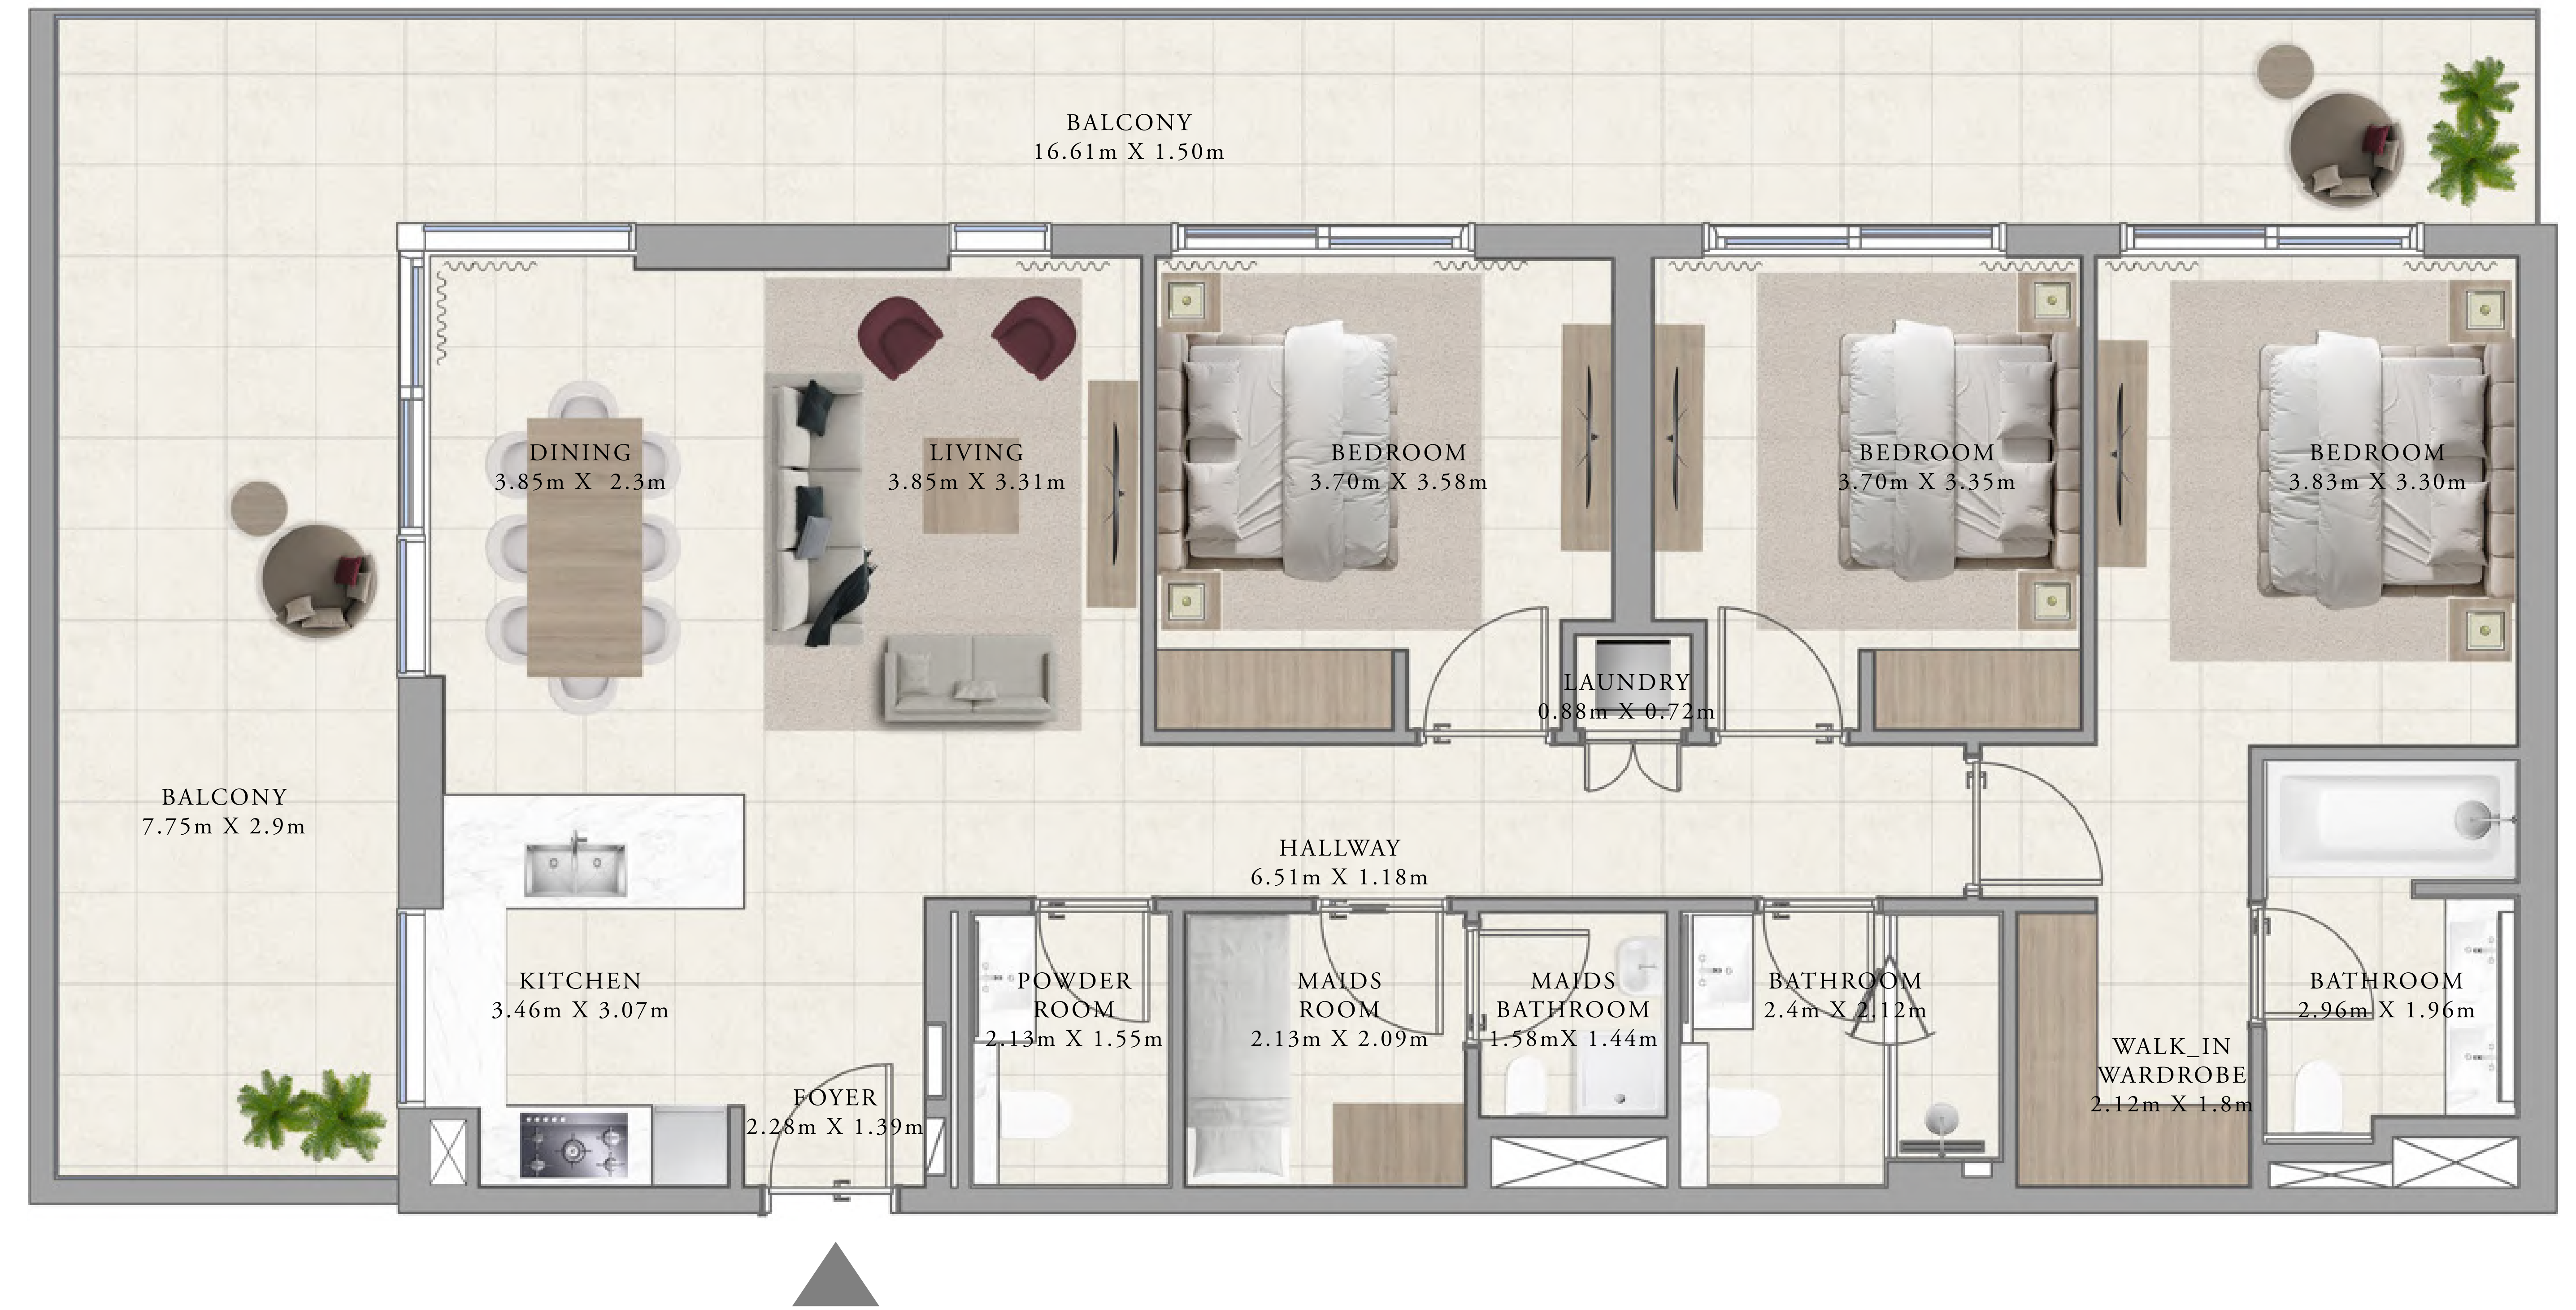 BALCONY
16.61m X 1.50m
DINING
3.85m X 2.3m
LIVING
3.85m X 3.31m
BEDROOM
3.70m X 3.58m
BEDROOM
3.70m X 3.35m
BEDROOM
3.83m X 3.30m
LAUNDRY
0.88m X 0.72m
BALCONY
7.75m X 2.9m
HALLWAY
6.51m X 1.18m
KITCHEN
3.46m X 3.07m
POWDER
ROOM
2.13m X 1.55m
MAIDS
ROOM
2.13m X 2.09m
MAIDS
BATHROOM
1.58mX 1.44m
BATHROOM
2.4m X 2.12m
BATHROOM
2.96m X 1.96m
WALK_IN
WARDROBE
2.12m X 1.8m
FOYER
2.28m X 1.39m